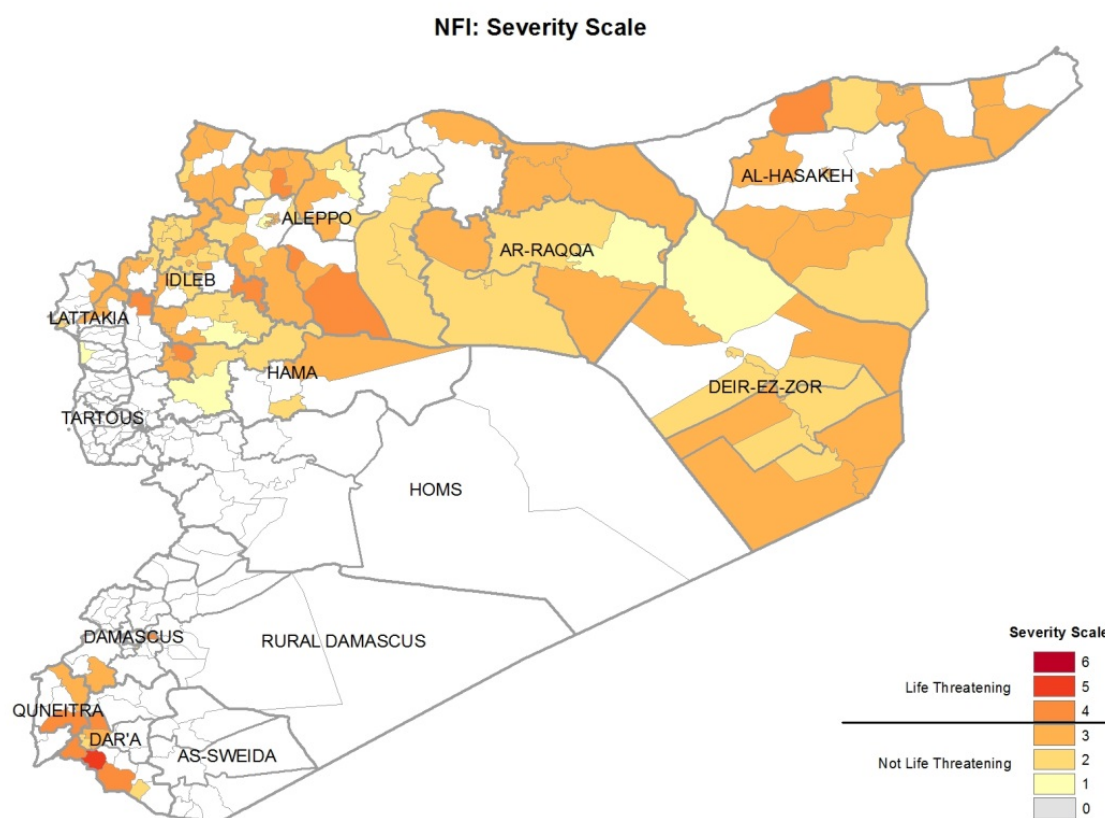 NFI: Severity Scale
AL-HASAKEH
ALEPPO
AR-RAQQA
IDLEB
LATTAKIA
HAMA
DEIR-EZ-ZOR
TARTOUS
HOMS
DAMASCUS
RURAL DAMASCUS
QUNEITRA
DAR'A
AS-SWEIDA
Severity Scale
6
Life Threatening
5
4
3
Not Life Threatening
2
1
0